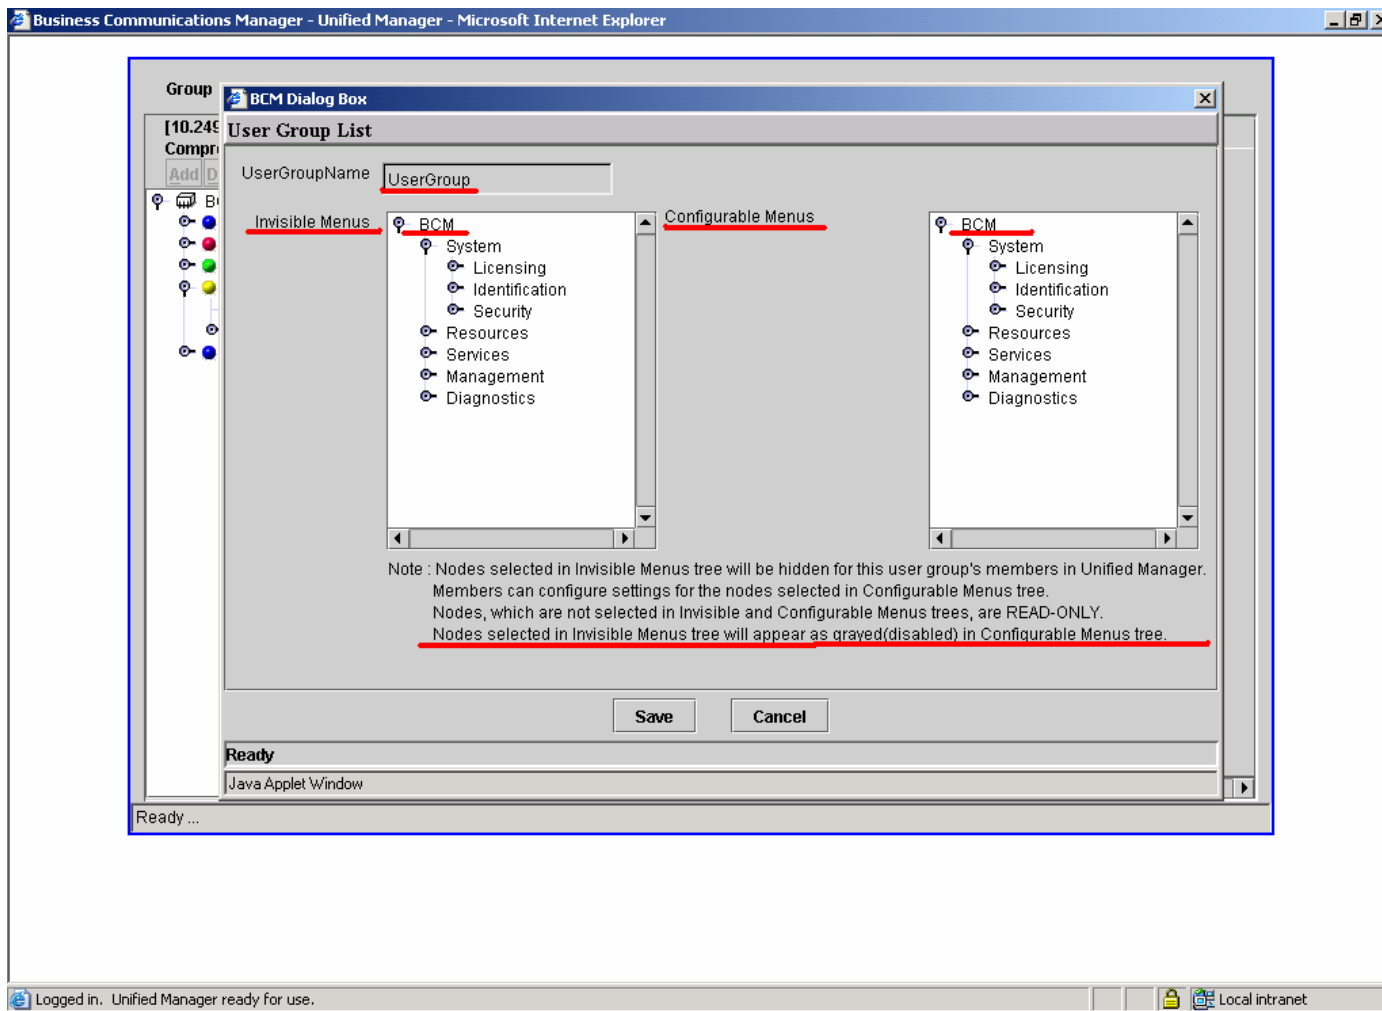 Business Communications Manager - Unified Manager - Microsoft Internet Explorer
Group
BCM Dialog Box
[10.249
User Group List
Compr
Add D
UserGroupName UserGroup
Invisible Menus
BCM
System
Licensing
Identification
Security
Resources
Services
Management
Diagnostics
Configurable Menus
BCM
System
Licensing
Identification
Security
Resources
Services
Management
Diagnostics
Note : Nodes selected in Invisible Menus tree will be hidden for this user group's members in Unified Manager.
Members can configure settings for the nodes selected in Configurable Menus tree.
Nodes, which are not selected in Invisible and Configurable Menus trees, are READ-ONLY.
Nodes selected in Invisible Menus tree will appear as grayed(disabled) in Configurable Menus tree.
Save Cancel
Ready
Java Applet Window
Ready ...
Logged in. Unified Manager ready for use. Local intranet